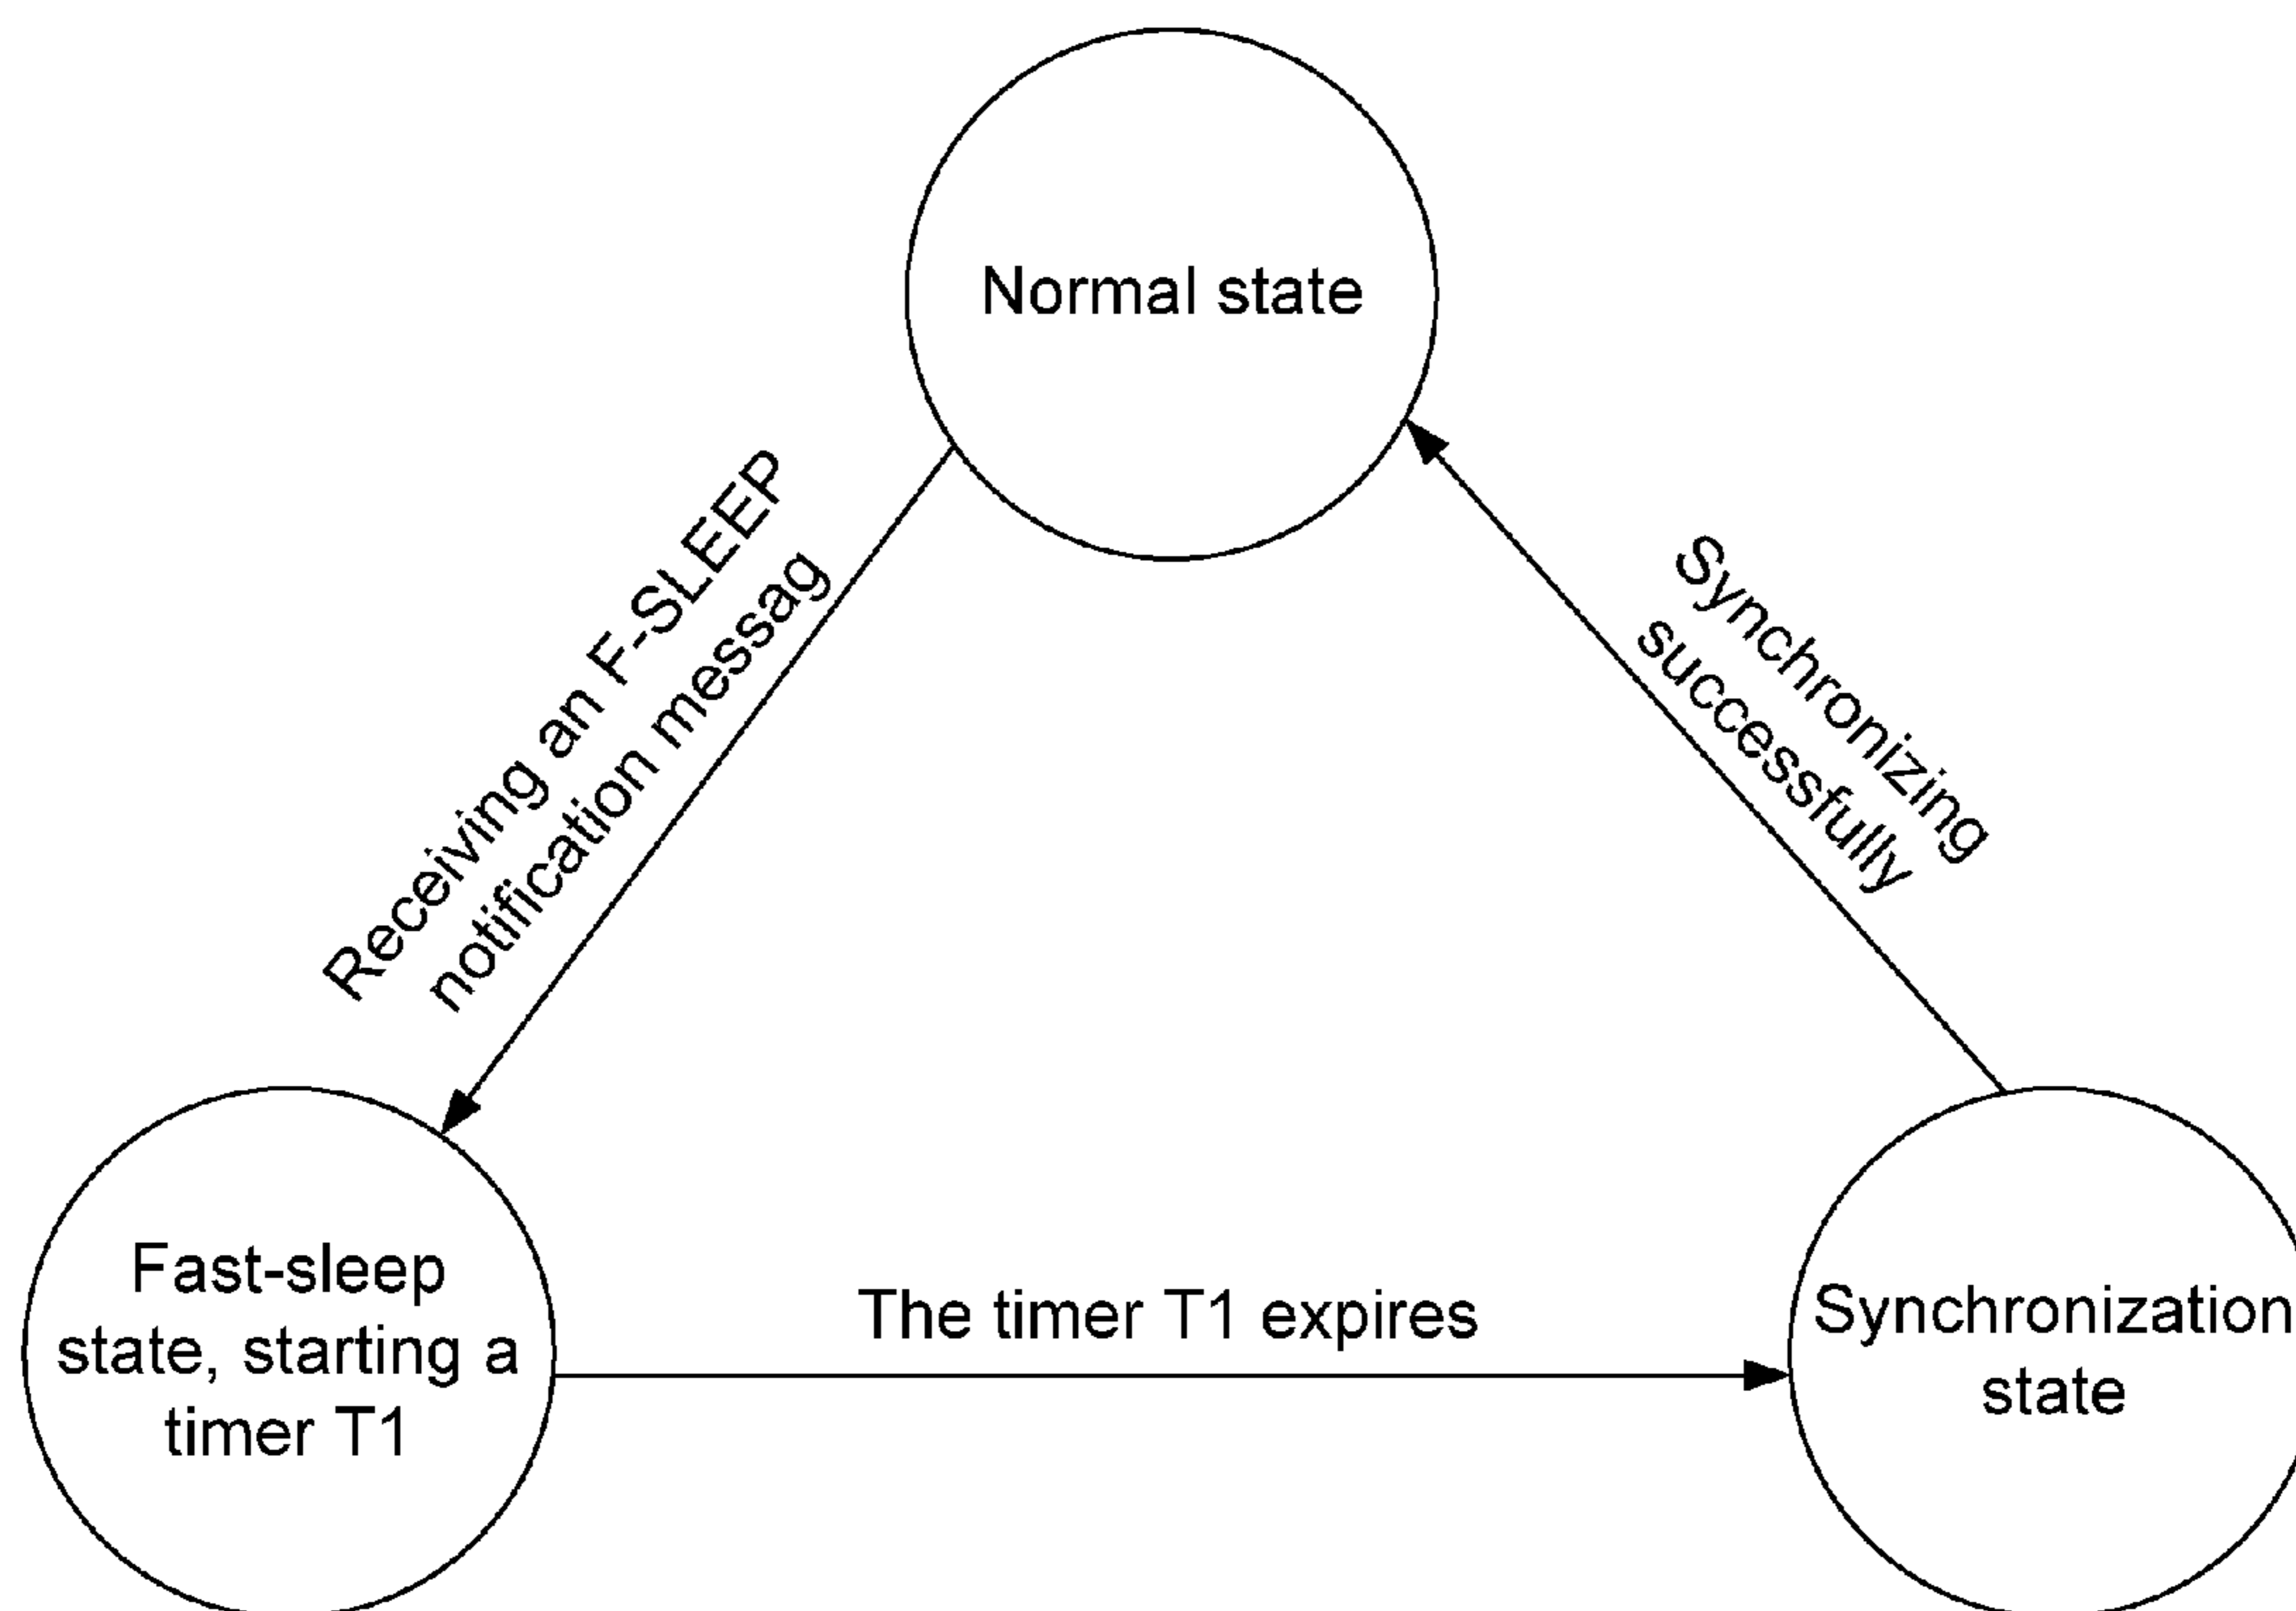 Normal state
Receiving an F-SLEEP
notification messag
Synchronizing
successfully
Fast-sleep
state, starting a
timer T1
The timer T1 expires
Synchronization
state